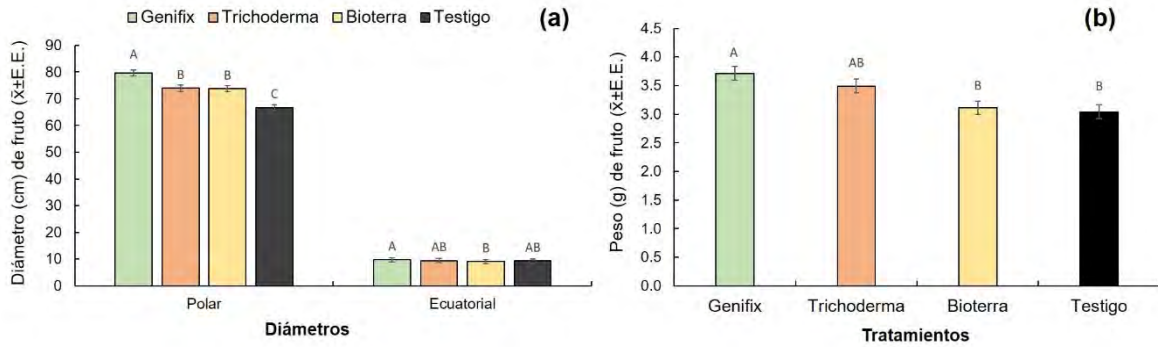 Genifix Trichoderma Bioterra Testigo
(a)
Diámetro (cm) de fruto (x̄±E.E.)
90
80
70
60
50
40
30
20
10
0
A
B
B
C
A
AB
B
AB
Polar
Ecuatorial
Diámetros
(b)
Peso (g) de fruto (x̄±E.E.)
4.5
4.0
3.5
3.0
2.5
2.0
1.5
1.0
0.5
0.0
A
AB
B
B
Genifix
Trichoderma
Bioterra
Testigo
Tratamientos